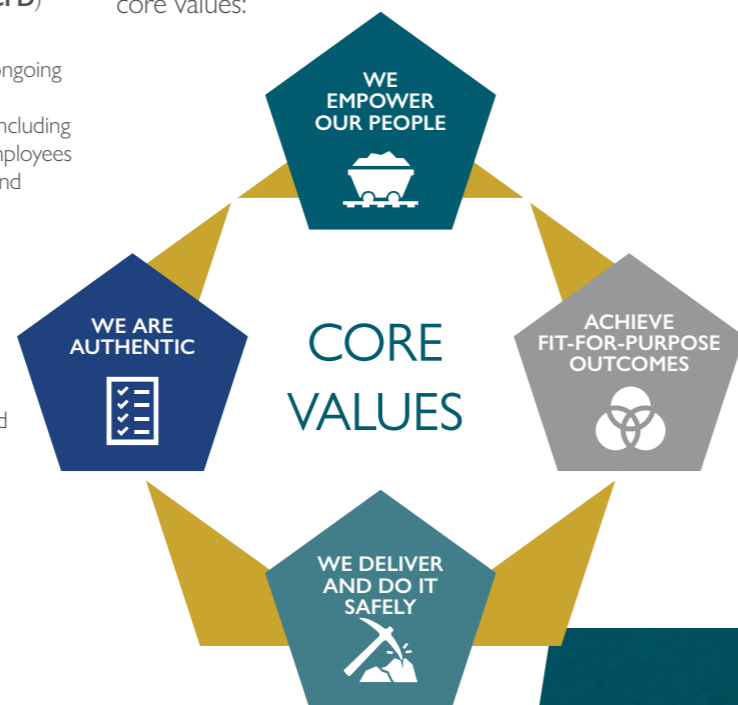 core values:
ongoing
ncluding
mployees
nd
d
WE
EMPOWER
OUR PEOPLE
WE ARE
AUTHENTIC
CORE
VALUES
ACHIEVE
FIT-FOR-PURPOSE
OUTCOMES
WE DELIVER
AND DO IT
SAFELY